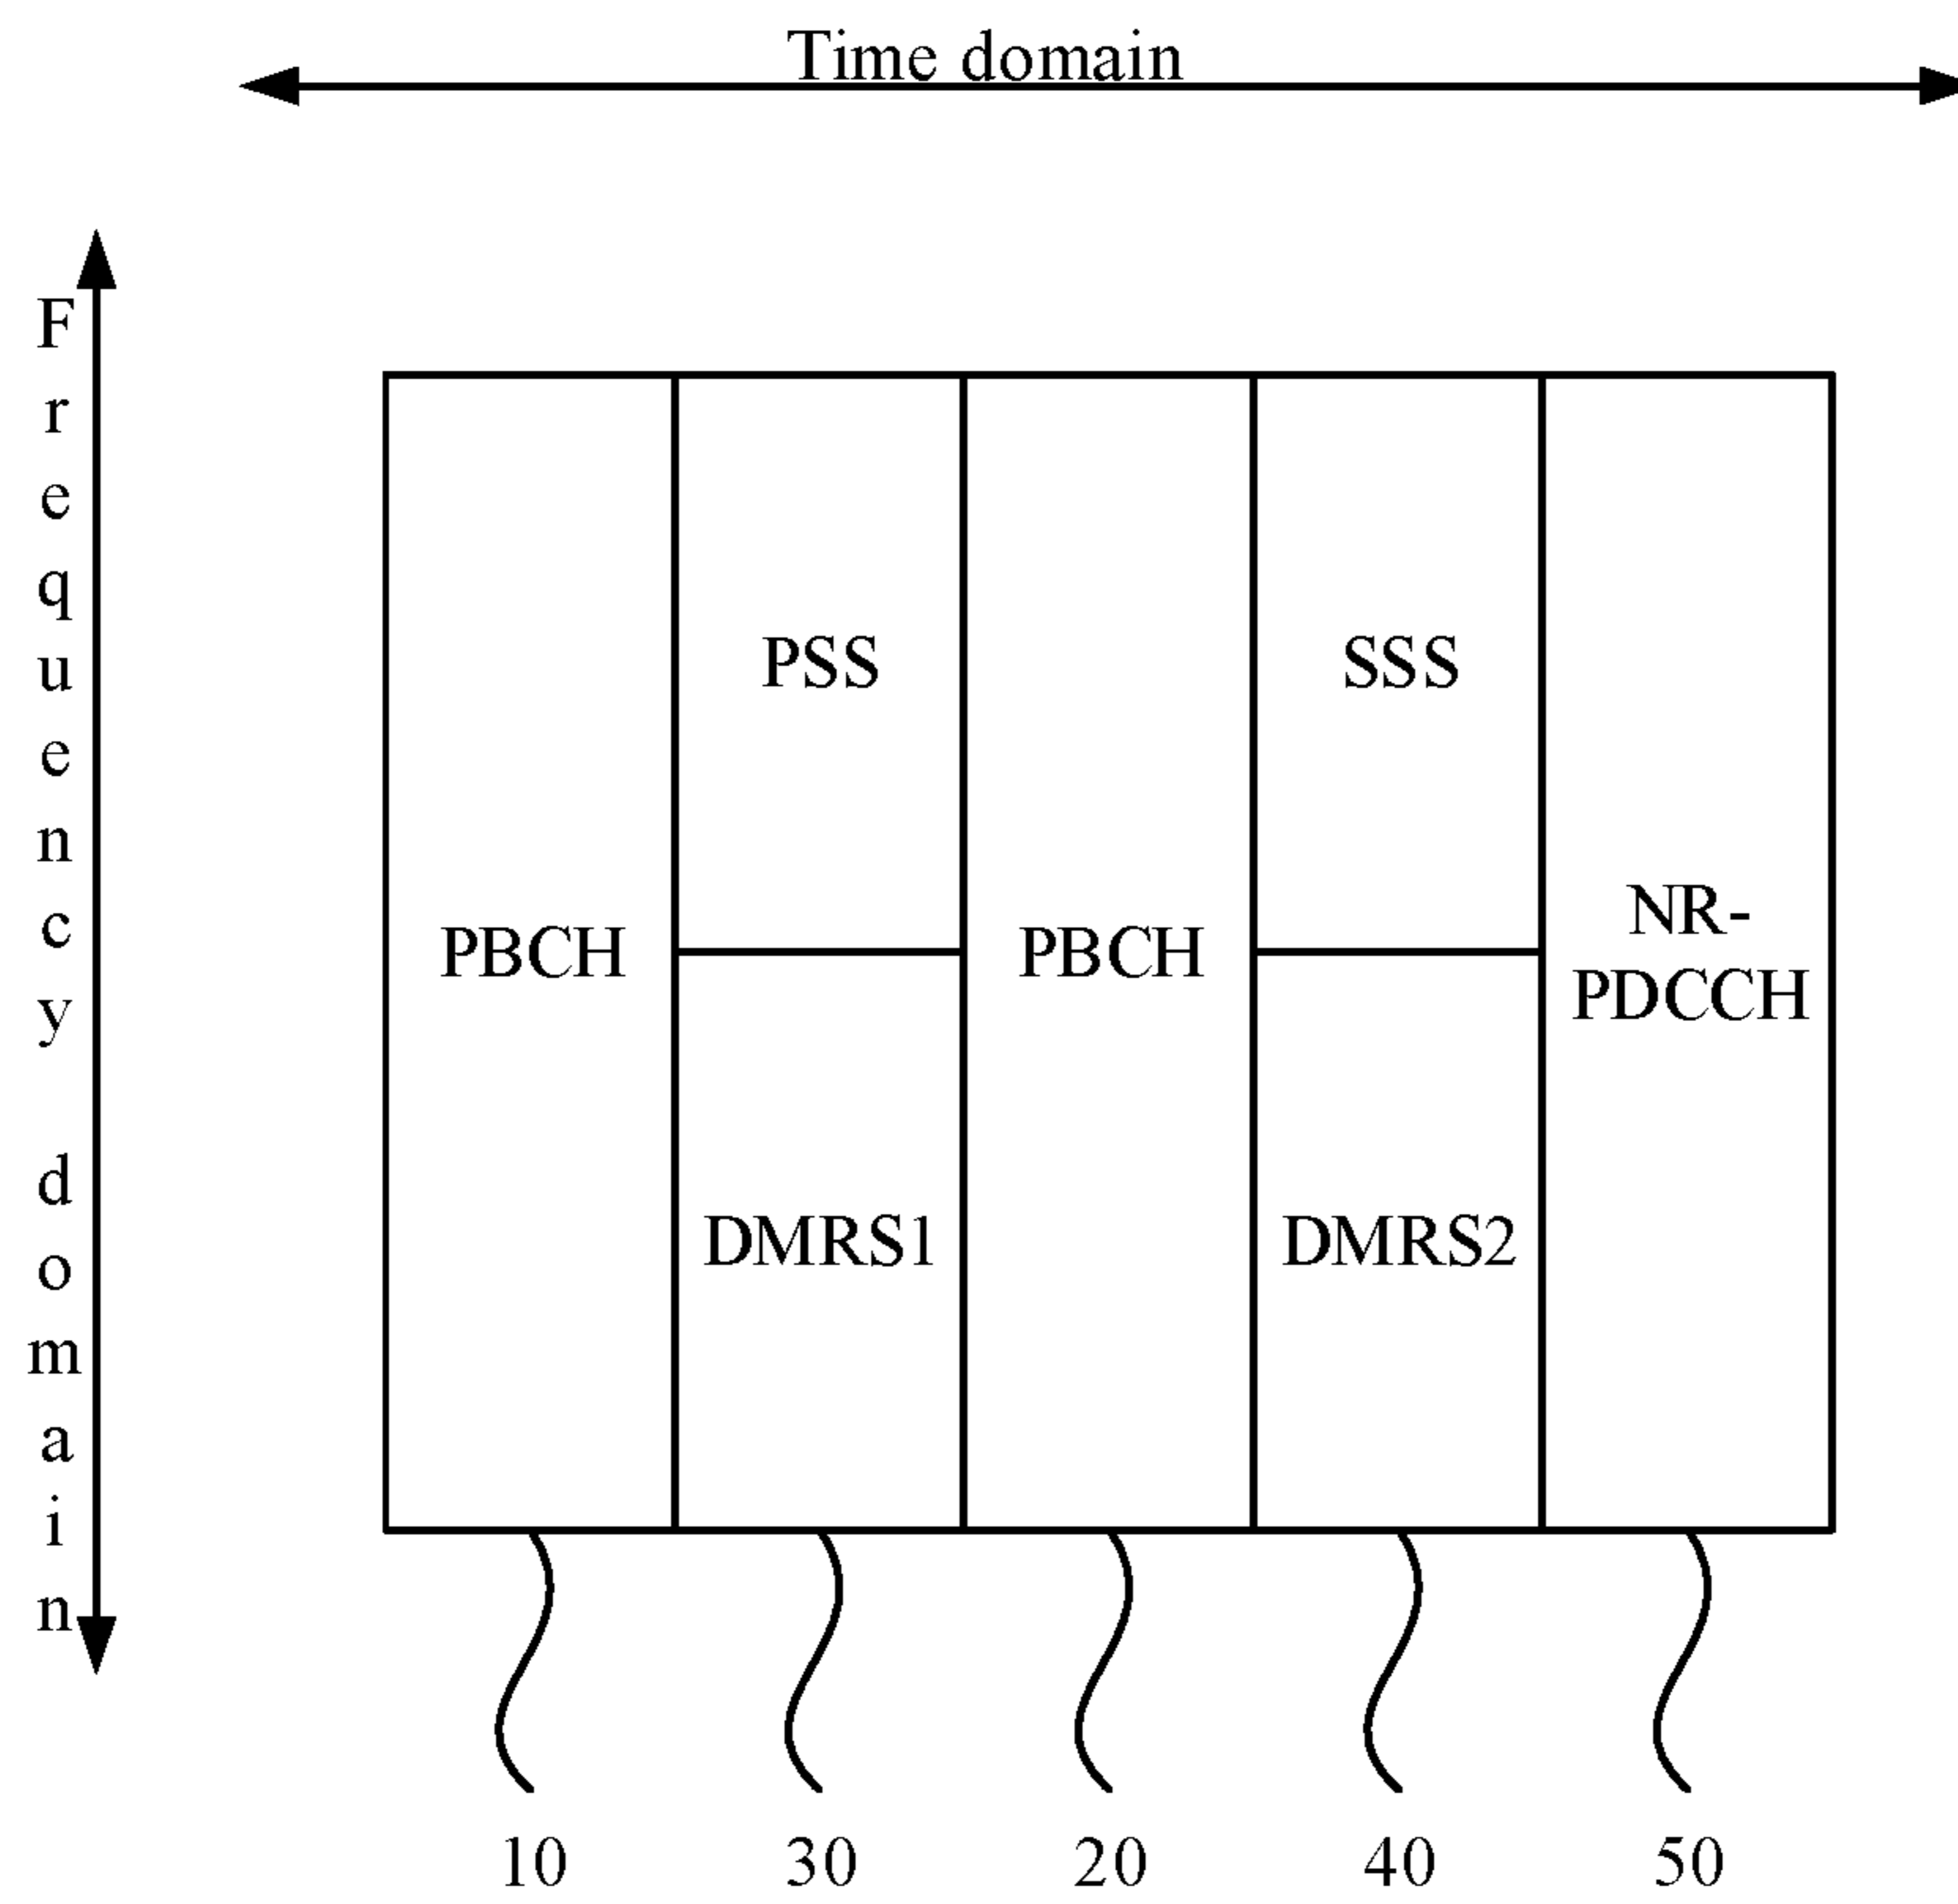 Time domain
Frequency domain
PBCH
PSS
DMRS1
PBCH
SSS
DMRS2
NR-
PDCCH
10
30
20
40
50